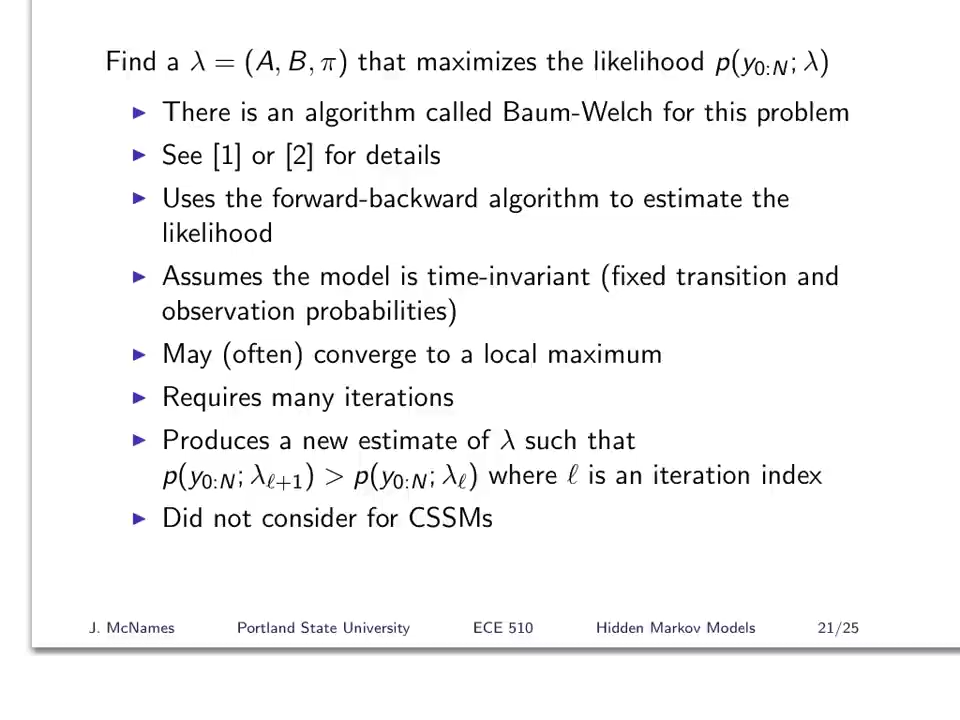 Find a λ = (A, B, π) that maximizes the likelihood p(y₀:N; λ)
▶ There is an algorithm called Baum-Welch for this problem
▶ See [1] or [2] for details
▶ Uses the forward-backward algorithm to estimate the
likelihood
▶ Assumes the model is time-invariant (fixed transition and
observation probabilities)
▶ May (often) converge to a local maximum
▶ Requires many iterations
▶ Produces a new estimate of λ such that
p(y₀:N; λℓ+1) > p(y₀:N; λℓ) where ℓ is an iteration index
▶ Did not consider for CSSMs
J. McNames Portland State University ECE 510 Hidden Markov Models 21/25